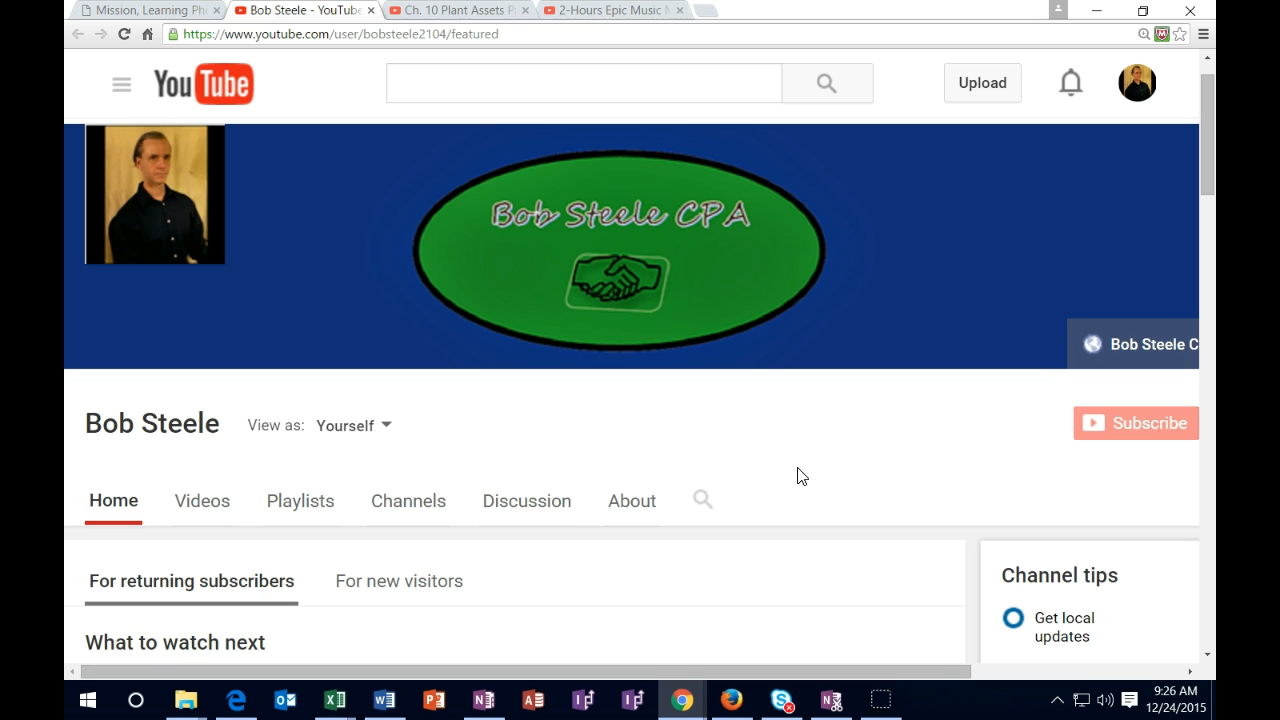 Mission, Learning Ph
Bob Steele - YouTube
Ch. 10 Plant Assets P
2-Hours Epic Music M
https://www.youtube.com/user/bobsteele2104/featured
YouTube
Upload
Bob Steele CPA
Bob Steele C
Bob Steele
View as: Yourself
Subscribe
Home
Videos
Playlists
Channels
Discussion
About
For returning subscribers
For new visitors
Channel tips
Get local
updates
What to watch next
9:26 AM
12/24/2015